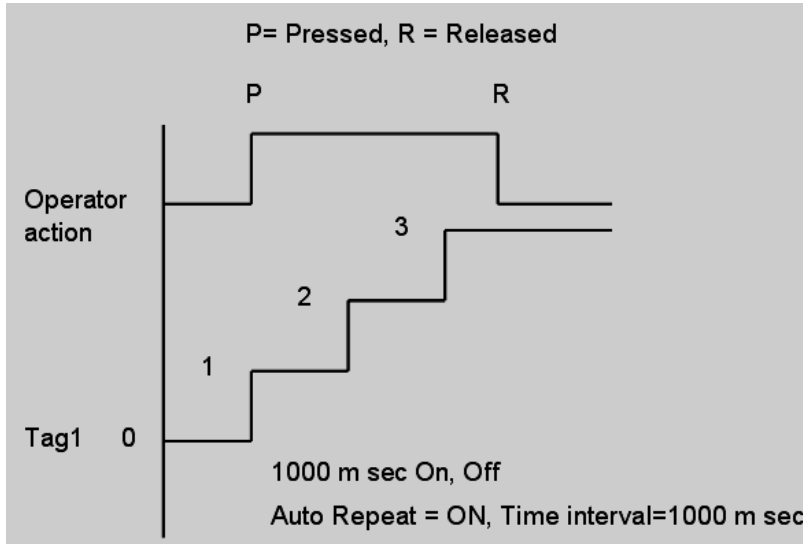 P= Pressed, R = Released
P R
Operator
action
3
2
1
Tag1 0
1000 m sec On, Off
Auto Repeat = ON, Time interval=1000 m sec